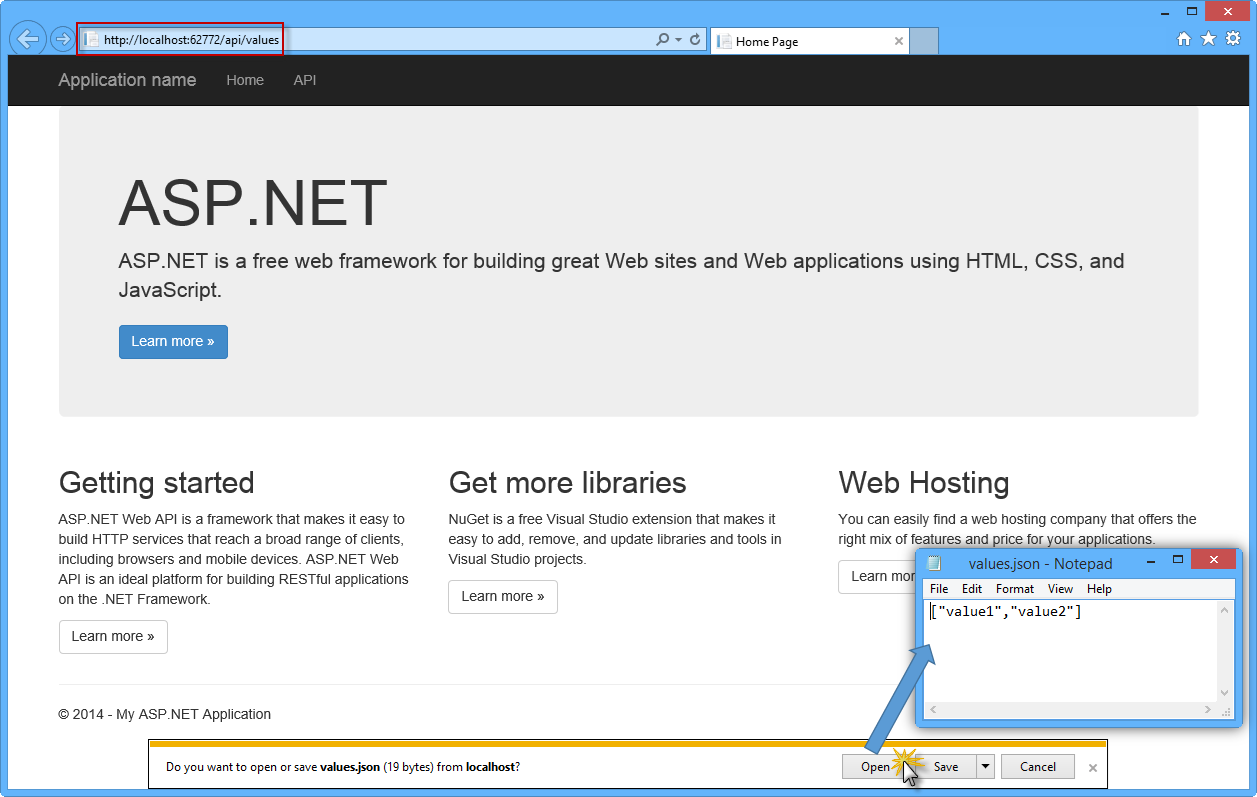 http://localhost:62772/api/values
Home Page
Application name
Home
API
ASP.NET
ASP.NET is a free web framework for building great Web sites and Web applications using HTML, CSS, and
JavaScript.
Learn more »
Getting started
ASP.NET Web API is a framework that makes it easy to
build HTTP services that reach a broad range of clients,
including browsers and mobile devices. ASP.NET Web
API is an ideal platform for building RESTful applications
on the .NET Framework.
Learn more »
Get more libraries
NuGet is a free Visual Studio extension that makes it
easy to add, remove, and update libraries and tools in
Visual Studio projects.
Learn more »
Web Hosting
You can easily find a web hosting company that offers the
right mix of features and price for your applications.
Learn mor
values.json - Notepad
File Edit Format View Help
["value1","value2"]
© 2014 - My ASP.NET Application
Do you want to open or save values.json (19 bytes) from localhost?
Open
Save
Cancel